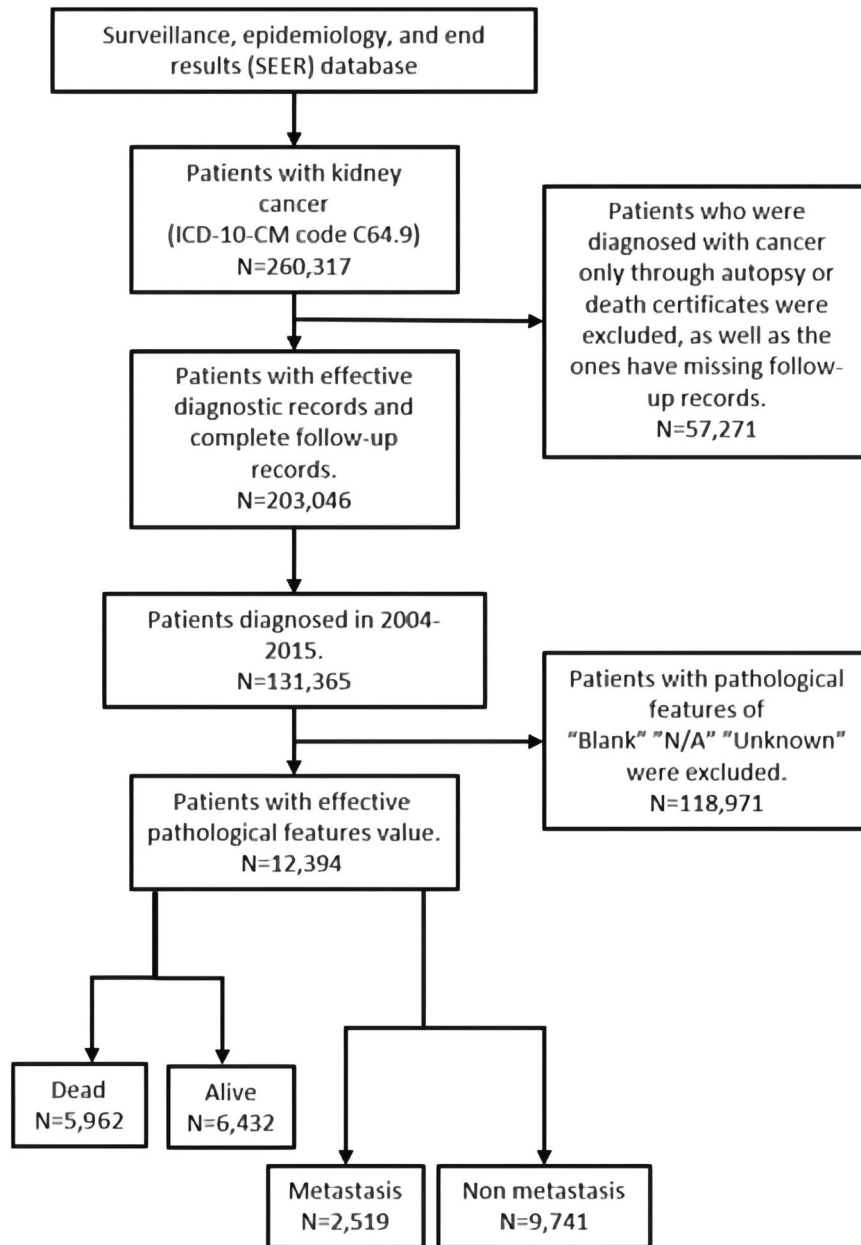 Surveillance, epidemiology, and end
results (SEER) database
Patients with kidney
cancer
(ICD-10-CM code C64.9)
N=260,317
Patients who were
diagnosed with cancer
only through autopsy or
death certificates were
excluded, as well as the
ones have missing follow-
up records.
N=57,271
Patients with effective
diagnostic records and
complete follow-up
records.
N=203,046
Patients diagnosed in 2004-
2015.
N=131,365
Patients with pathological
features of
"Blank" "N/A" "Unknown"
were excluded.
N=118,971
Patients with effective
pathological features value.
N=12,394
Dead
N=5,962
Alive
N=6,432
Metastasis
N=2,519
Non metastasis
N=9,741